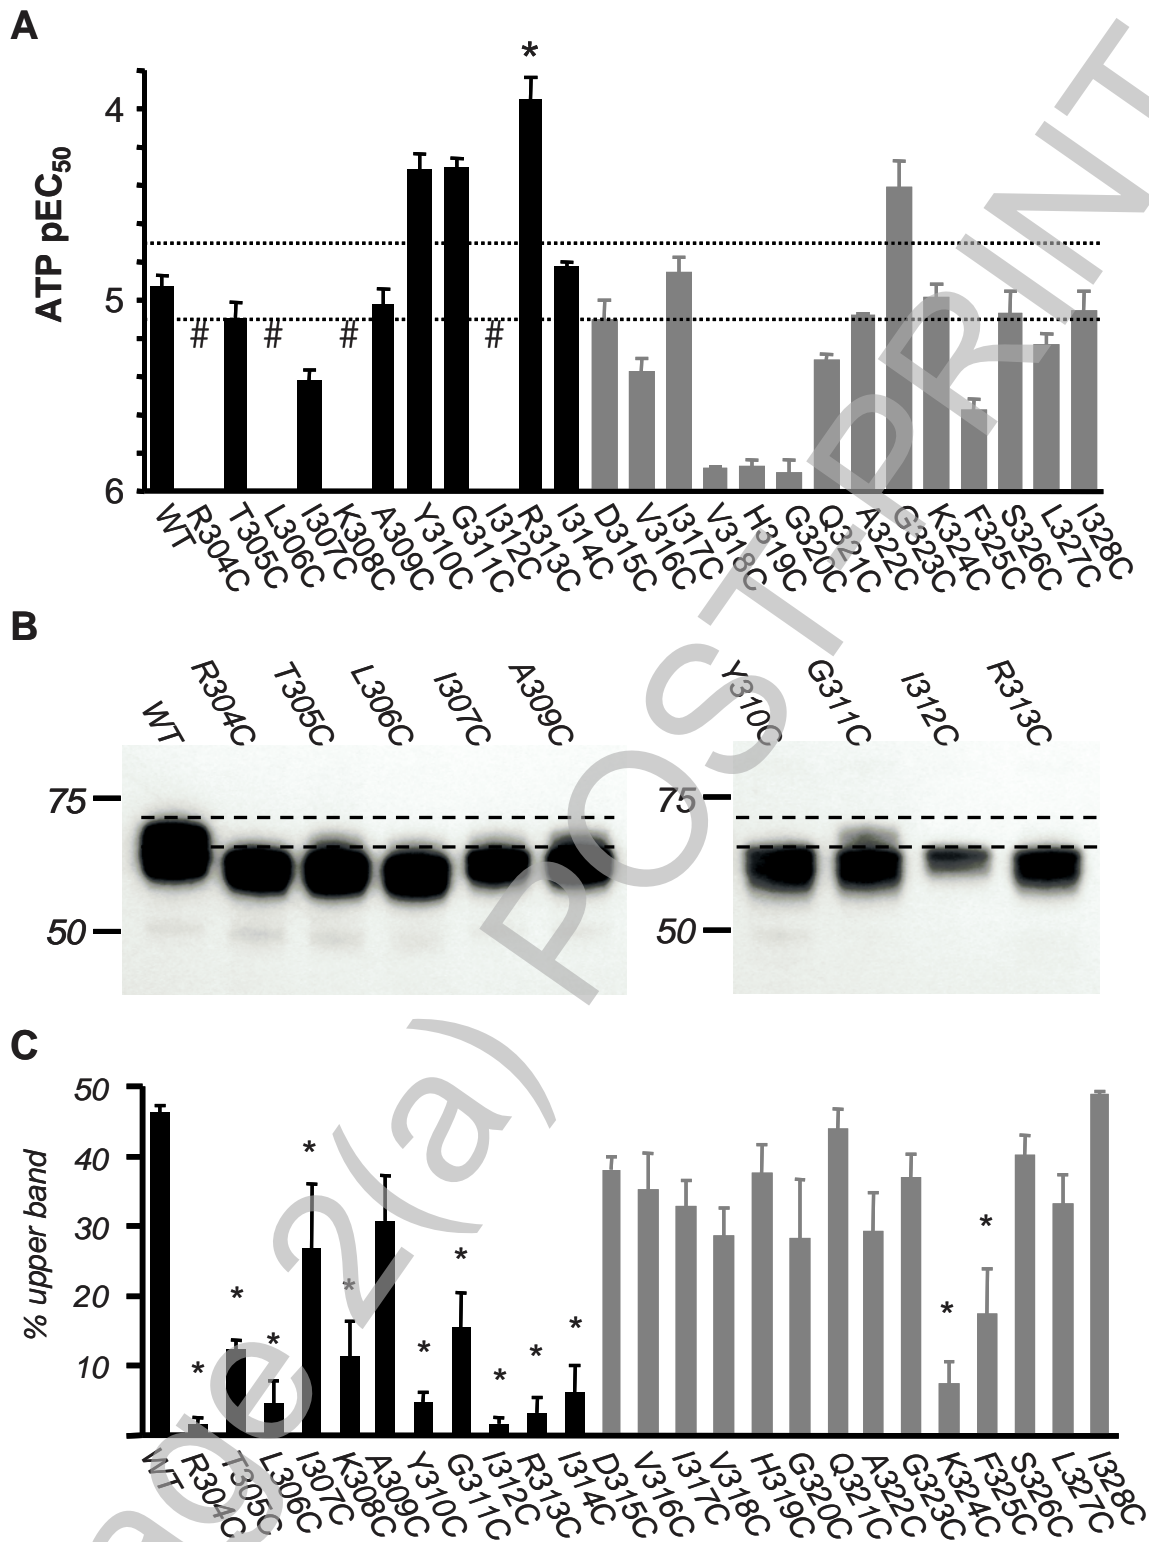 A
*
ATP pEC50
4
5
6
# # # #
WT R304C T305C L306C I307C K308C A309C Y310C G311C I312C R313C I314C D315C V316C I317C V318C H319C G320C Q321C A322C G323C K324C F325C S326C L327C I328C
B
WT R304C T305C L306C I307C A309C Y310C G311C I312C R313C
75 75
50 50
C
% upper band
50
40
30
20
10
* * * * * * * * * * * *
WT R304C T305C L306C I307C K308C A309C Y310C G311C I312C R313C I314C D315C V316C I317C V318C H319C G320C Q321C A322C G323C K324C F325C S326C L327C I328C
age 2(a) POST-PRINT